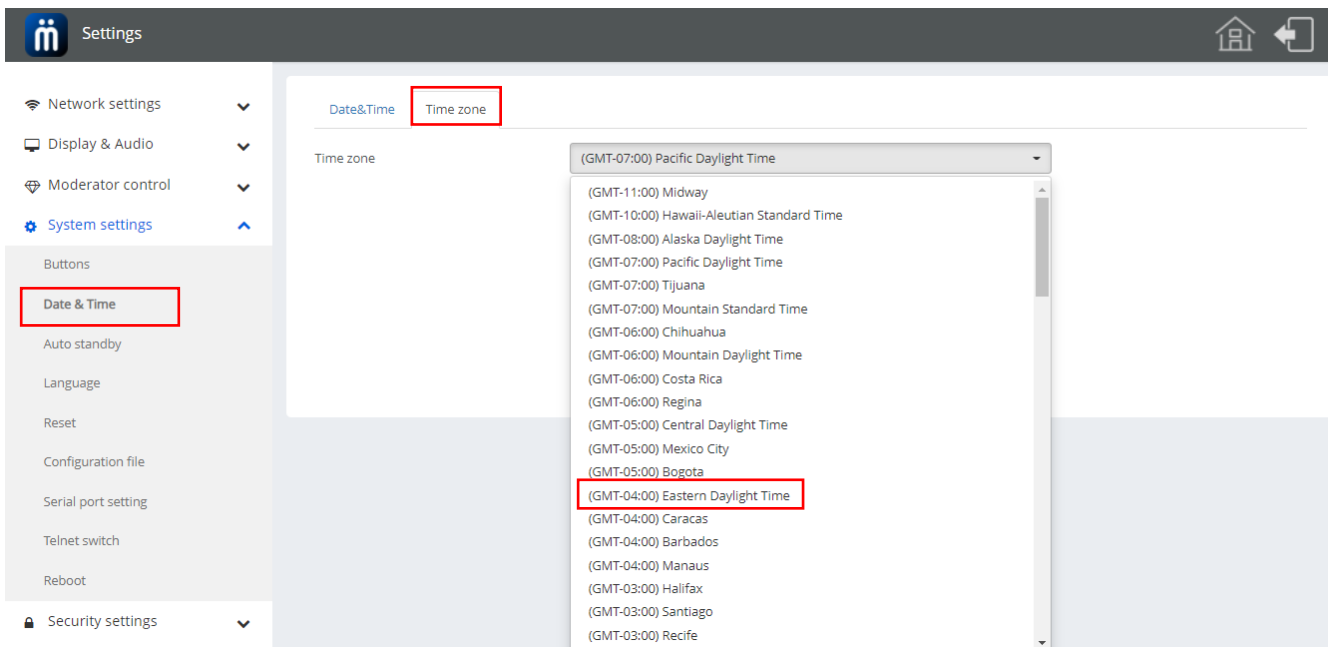 Settings
Network settings
Display & Audio
Moderator control
System settings
Buttons
Date & Time
Auto standby
Language
Reset
Configuration file
Serial port setting
Telnet switch
Reboot
Security settings
Date&Time Time zone
Time zone (GMT-07:00) Pacific Daylight Time
(GMT-11:00) Midway
(GMT-10:00) Hawaii-Aleutian Standard Time
(GMT-08:00) Alaska Daylight Time
(GMT-07:00) Pacific Daylight Time
(GMT-07:00) Tijuana
(GMT-07:00) Mountain Standard Time
(GMT-06:00) Chihuahua
(GMT-06:00) Mountain Daylight Time
(GMT-06:00) Costa Rica
(GMT-06:00) Regina
(GMT-05:00) Central Daylight Time
(GMT-05:00) Mexico City
(GMT-05:00) Bogota
(GMT-04:00) Eastern Daylight Time
(GMT-04:00) Caracas
(GMT-04:00) Barbados
(GMT-04:00) Manaus
(GMT-03:00) Halifax
(GMT-03:00) Santiago
(GMT-03:00) Recife